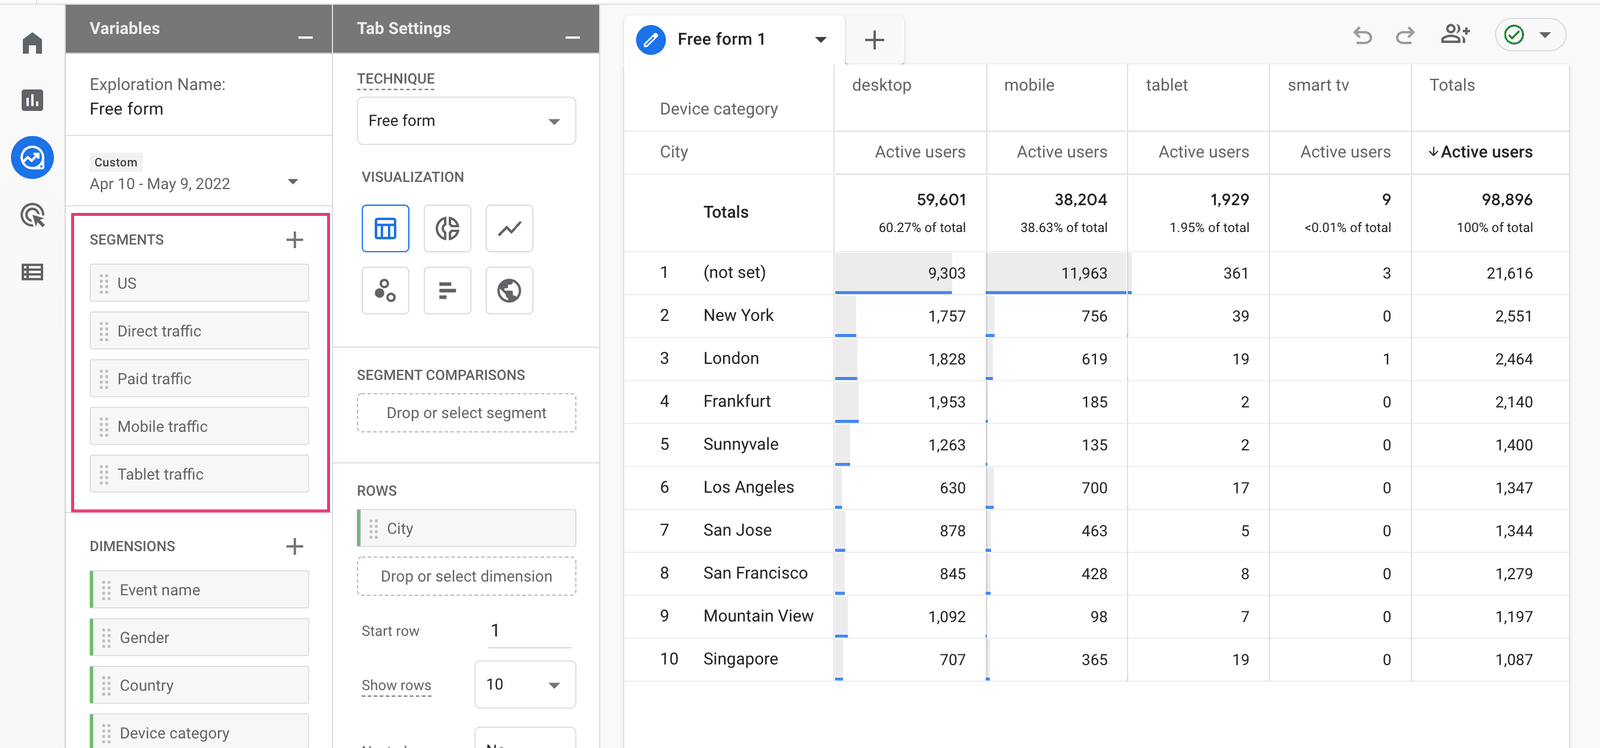 Variables
Exploration Name:
Free form
Custom
Apr 10 - May 9, 2022
SEGMENTS
US
Direct traffic
Paid traffic
Mobile traffic
Tablet traffic
DIMENSIONS
Event name
Gender
Country
Device category
Tab Settings
TECHNIQUE
Free form
VISUALIZATION
SEGMENT COMPARISONS
Drop or select segment
ROWS
City
Drop or select dimension
Start row 1
Show rows 10
Free form 1
Device category desktop mobile tablet smart tv Totals
City Active users Active users Active users Active users ↓Active users
Totals 59,601 38,204 1,929 9 98,896
60.27% of total 38.63% of total 1.95% of total <0.01% of total 100% of total
1 (not set) 9,303 11,963 361 3 21,616
2 New York 1,757 756 39 0 2,551
3 London 1,828 619 19 1 2,464
4 Frankfurt 1,953 185 2 0 2,140
5 Sunnyvale 1,263 135 2 0 1,400
6 Los Angeles 630 700 17 0 1,347
7 San Jose 878 463 5 0 1,344
8 San Francisco 845 428 8 0 1,279
9 Mountain View 1,092 98 7 0 1,197
10 Singapore 707 365 19 0 1,087